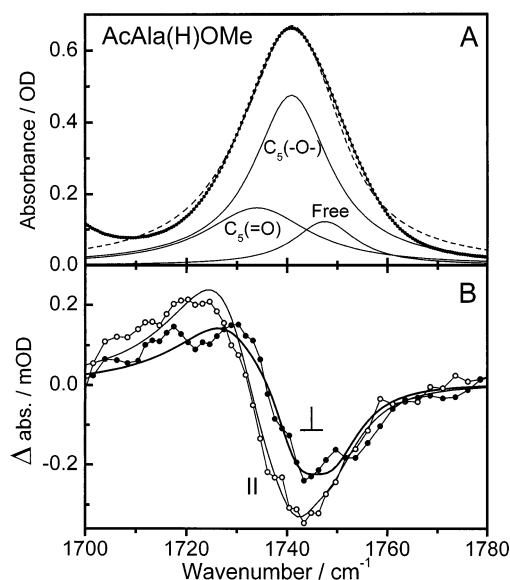 AcAla(H)OMe
A
0.6
0.4
0.2
0.0
Absorbance / OD
C5(-O-)
C5(=O)
Free
B
0.2
0.0
-0.2
Δ abs. / mOD
⊥
II
1700 1720 1740 1760 1780
Wavenumber / cm-1